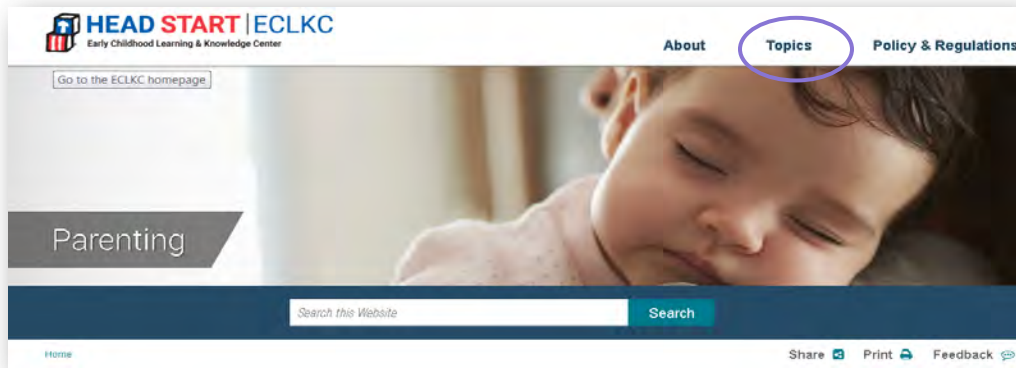 HEAD START | ECLKC
Early Childhood Learning & Knowledge Center
About Topics Policy & Regulations
Go to the ECLKC homepage
Parenting
Search this Website Search
Home Share Print Feedback